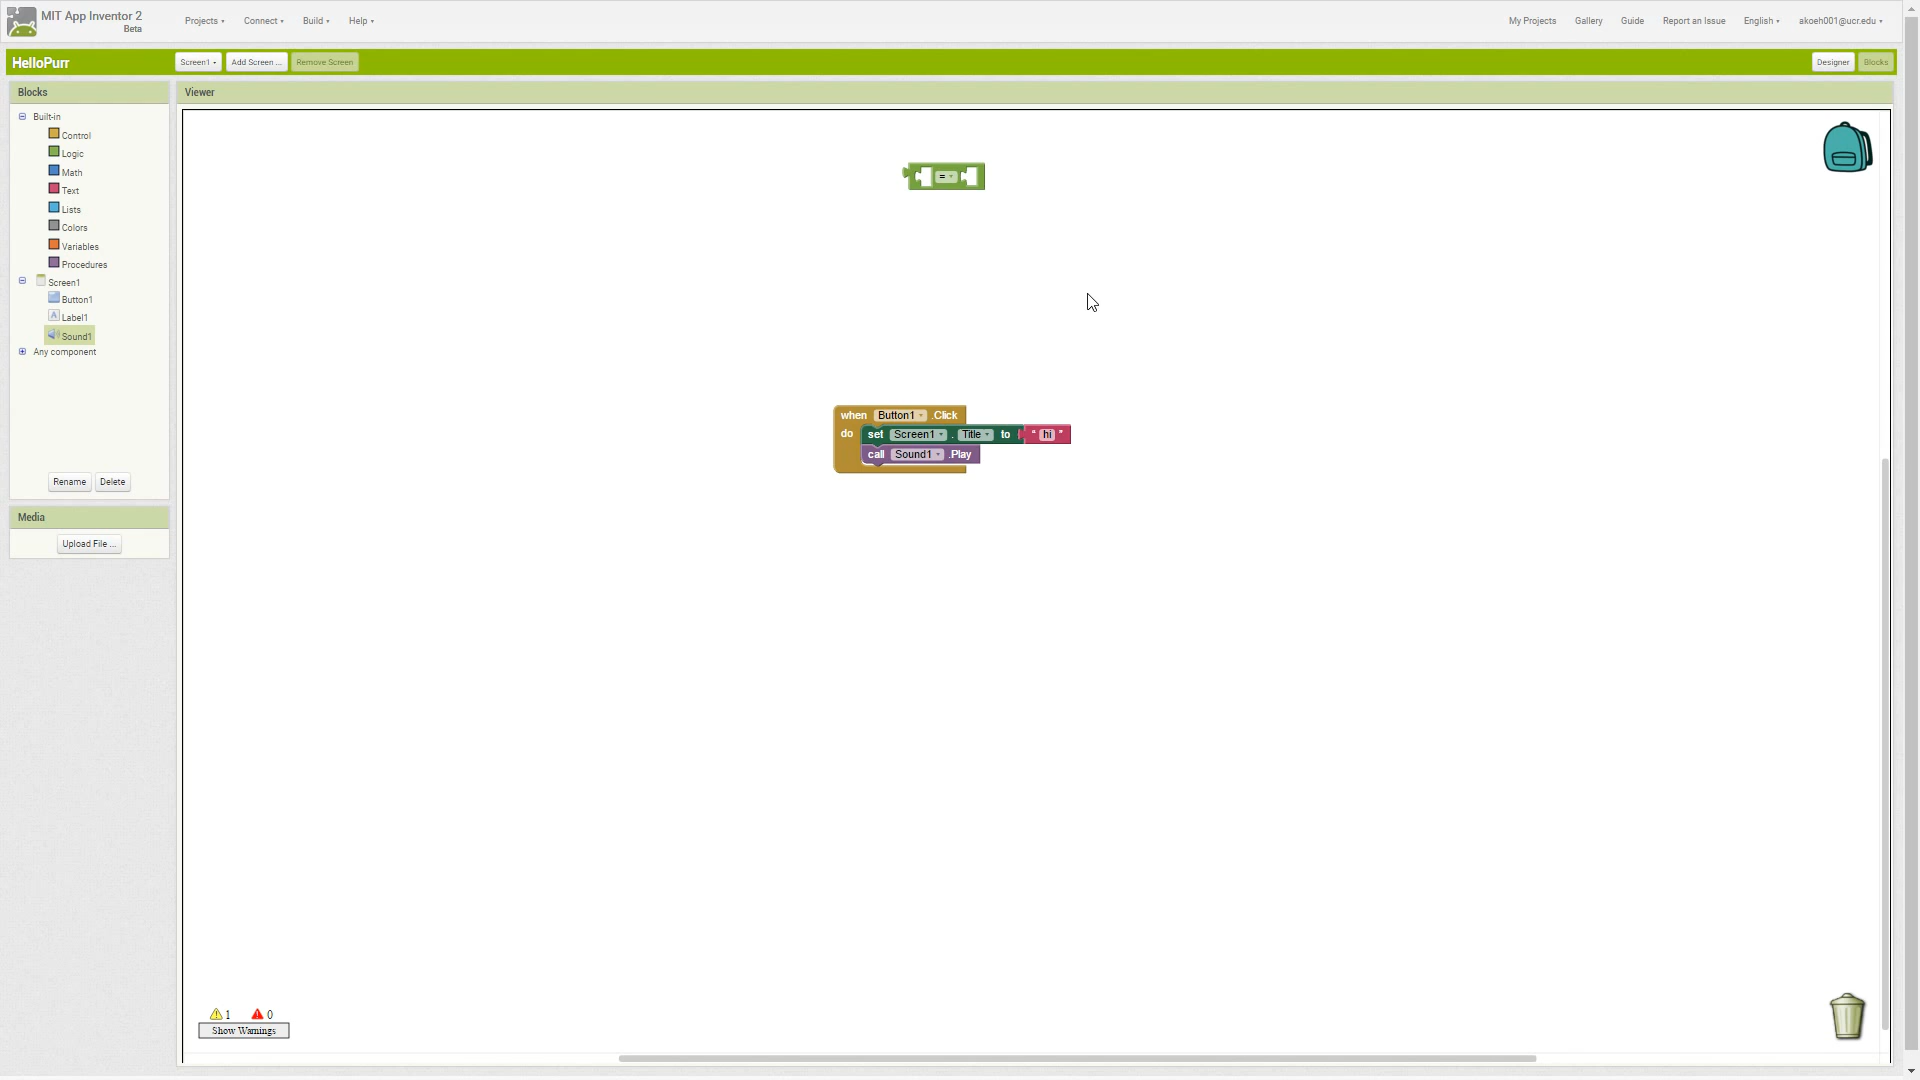 MIT App Inventor 2
Beta
Projects Connect Build Help
My Projects Gallery Guide Report an Issue English akoeh001@ucr.edu
HelloPurr
Screen1 Add Screen ... Remove Screen
Designer Blocks
Blocks
Viewer
Built-in
Control
Logic
Math
Text
Lists
Colors
Variables
Procedures
Screen1
Button1
Label1
Sound1
Any component
Rename Delete
Media
Upload File ...
=
when Button1 .Click
do set Screen1 . Title to " hi "
call Sound1 .Play
1 0
Show Warnings